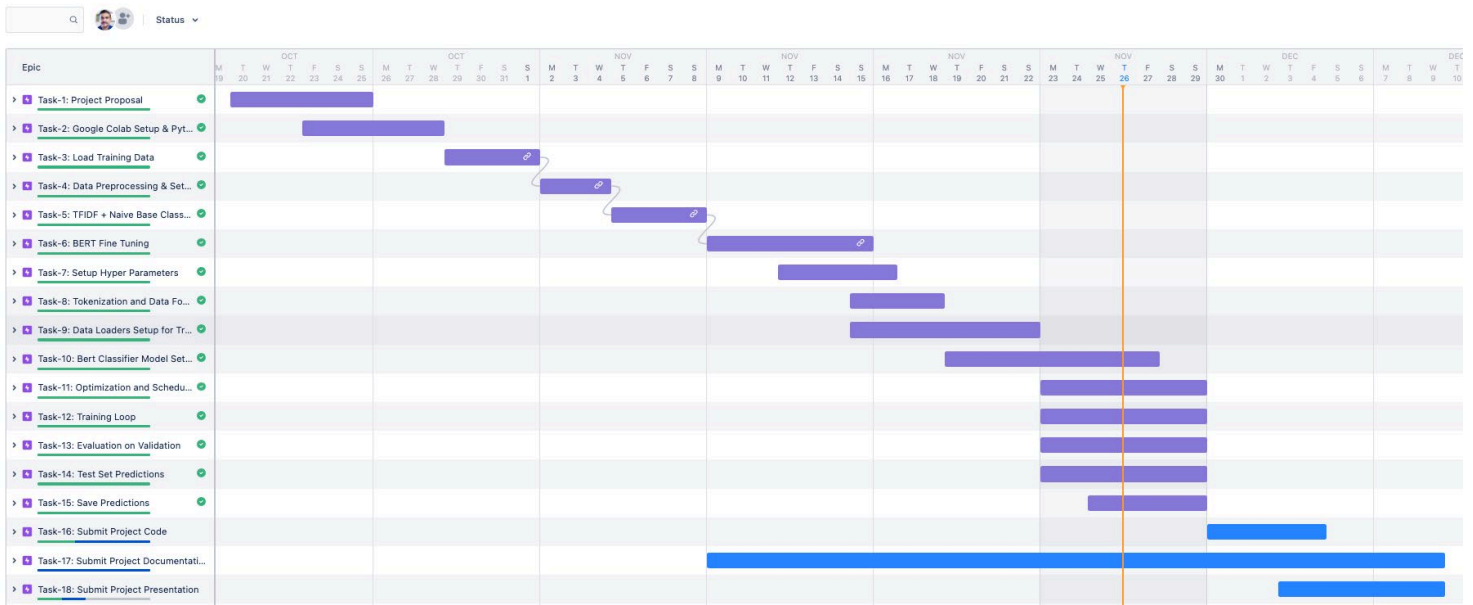 Status
OCT OCT NOV NOV NOV NOV DEC DEC
Epic
M T W T F S S M T W T F S S M T W T F S S M T W T F S S M T W T F S S M T W T F S S M T W T F S S M T W T
19 20 21 22 23 24 25 26 27 28 29 30 31 1 2 3 4 5 6 7 8 9 10 11 12 13 14 15 16 17 18 19 20 21 22 23 24 25 26 27 28 29 30 1 2 3 4 5 6 7 8 9 10
Task-1: Project Proposal
Task-2: Google Colab Setup & Pyt...
Task-3: Load Training Data
Task-4: Data Preprocessing & Set...
Task-5: TFIDF + Naive Base Class...
Task-6: BERT Fine Tuning
Task-7: Setup Hyper Parameters
Task-8: Tokenization and Data Fo...
Task-9: Data Loaders Setup for Tr...
Task-10: Bert Classifier Model Set...
Task-11: Optimization and Schedu...
Task-12: Training Loop
Task-13: Evaluation on Validation
Task-14: Test Set Predictions
Task-15: Save Predictions
Task-16: Submit Project Code
Task-17: Submit Project Documentati...
Task-18: Submit Project Presentation